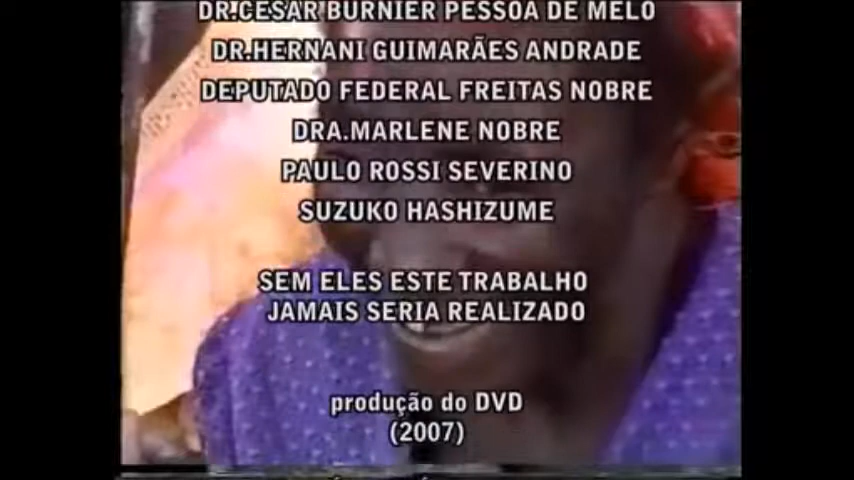 DR.CESAR BURNIER PESSOA DE MELO
DR.HERNANI GUIMARÃES ANDRADE
DEPUTADO FEDERAL FREITAS NOBRE
DRA.MARLENE NOBRE
PAULO ROSSI SEVERINO
SUZUKO HASHIZUME
SEM ELES ESTE TRABALHO
JAMAIS SERIA REALIZADO
produção do DVD
(2007)